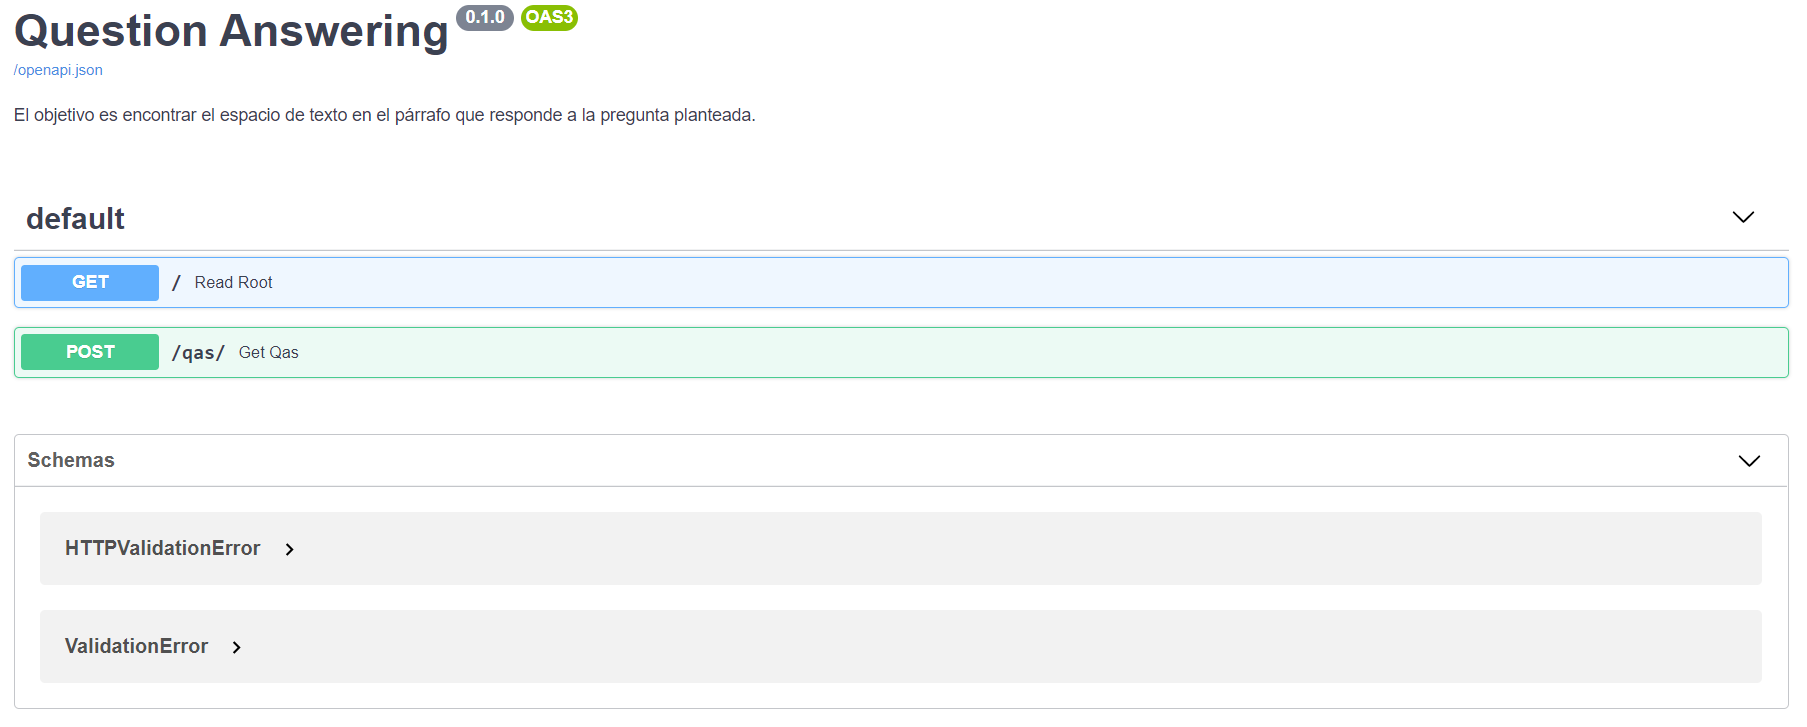 Question Answering 0.1.0 OAS3
/openapi.json
El objetivo es encontrar el espacio de texto en el párrafo que responde a la pregunta planteada.
default
GET / Read Root
POST /qas/ Get Qas
Schemas
HTTPValidationError
ValidationError